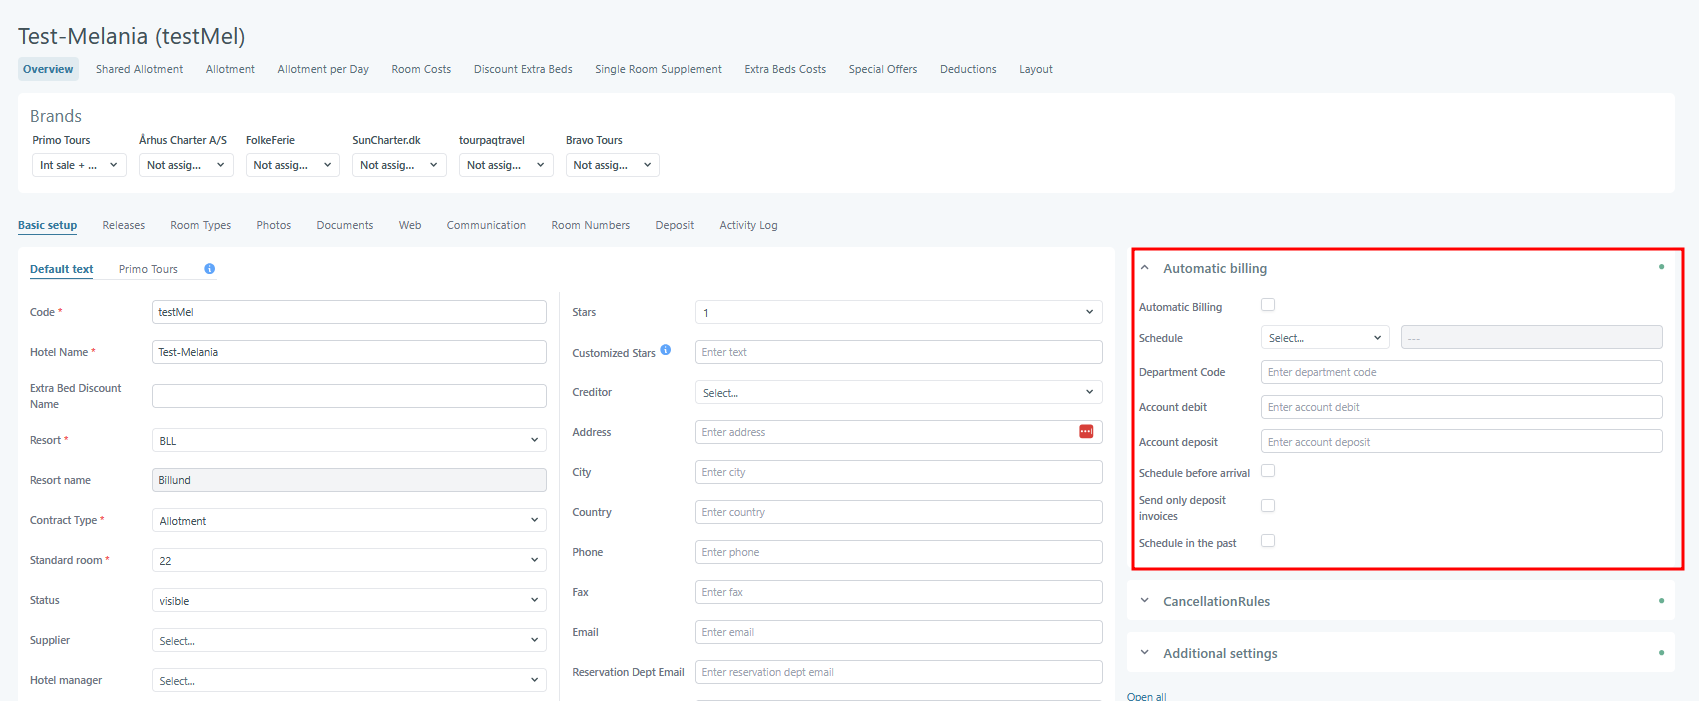 Test-Melania (testMel)
Overview Shared Allotment Allotment Allotment per Day Room Costs Discount Extra Beds Single Room Supplement Extra Beds Costs Special Offers Deductions Layout
Brands
Primo Tours Århus Charter A/S FolkeFerie SunCharter.dk tourpaqtravel Bravo Tours
Int sale + ... Not assig... Not assig... Not assig... Not assig... Not assig...
Basic setup Releases Room Types Photos Documents Web Communication Room Numbers Deposit Activity Log
Default text Primo Tours
Code * testMel
Hotel Name * Test-Melania
Extra Bed Discount
Name
Resort * BLL
Resort name Billund
Contract Type * Allotment
Standard room * 22
Status visible
Supplier Select...
Hotel manager Select...
Stars 1
Customized Stars Enter text
Creditor Select...
Address Enter address
City Enter city
Country Enter country
Phone Enter phone
Fax Enter fax
Email Enter email
Reservation Dept Email Enter reservation dept email
Automatic billing
Automatic Billing
Schedule Select... ---
Department Code Enter department code
Account debit Enter account debit
Account deposit Enter account deposit
Schedule before arrival
Send only deposit
invoices
Schedule in the past
CancellationRules
Additional settings
Open all